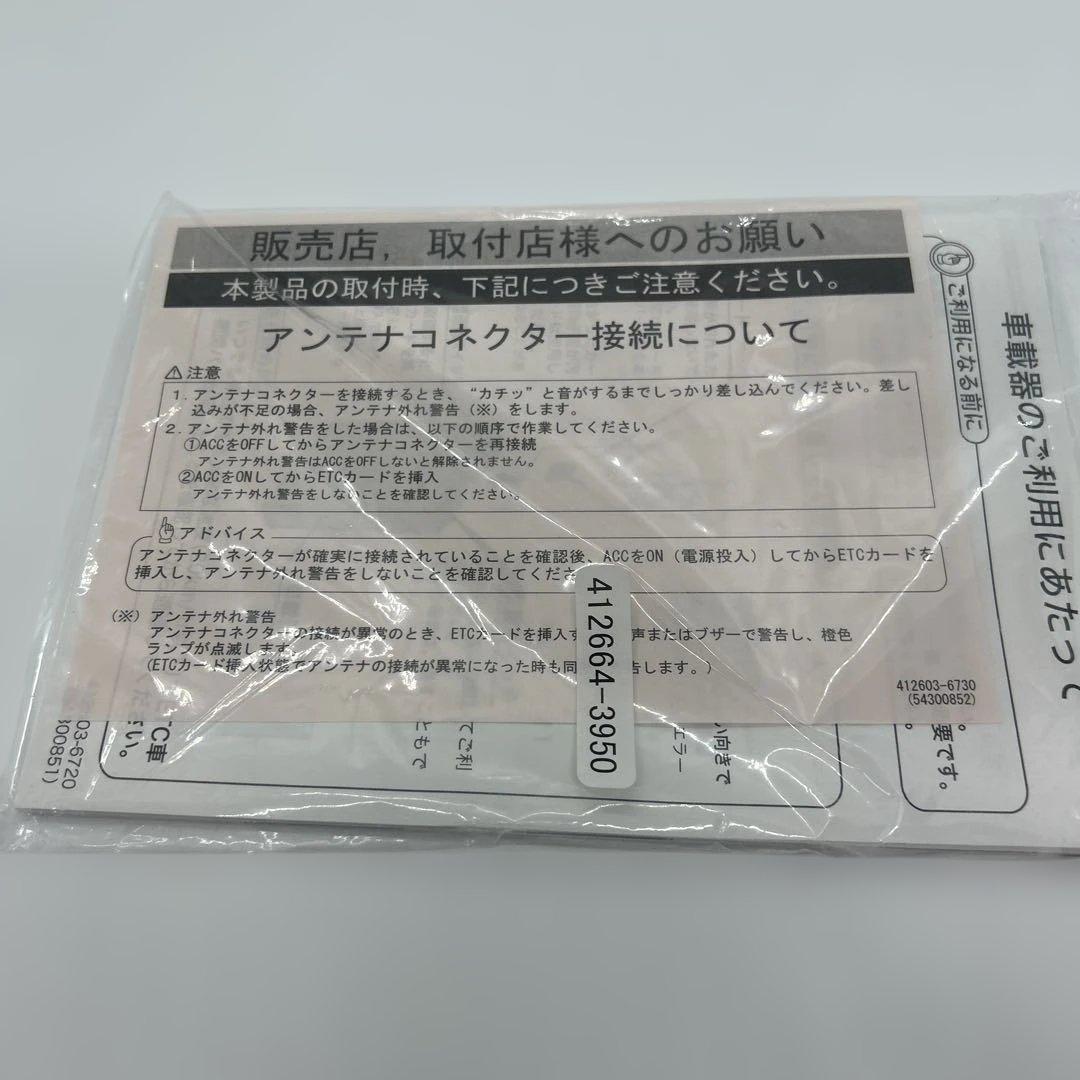 販売店，取付店様へのお願い
本製品の取付時、下記につきご注意ください。
アンテナコネクター接続について
⚠注意
1．アンテナコネクターを接続するとき、“カチッ”と音がするまでしっかり差し込んでください。差し
込みが不足の場合、アンテナ外れ警告（※）をします。
2．アンテナ外れ警告をした場合は、以下の順序で作業してください。
①ACCをOFFしてからアンテナコネクターを再接続
アンテナ外れ警告はACCをOFFしないと解除されません。
②ACCをONしてからETCカードを挿入
アンテナ外れ警告をしないことを確認してください。
アドバイス
アンテナコネクターが確実に接続されていることを確認後、ACCをON（電源投入）してからETCカードを
挿入し、アンテナ外れ警告をしないことを確認してくださ
（※）アンテナ外れ警告
アンテナコネクターの接続が異常のとき、ETCカードを挿入す 声またはブザーで警告し、橙色
ランプが点滅します。
(ETCカード挿入状態でアンテナの接続が異常になった時も同 告します。)
412603-6730
(54300852)
412664-3950
車載器のご利用にあたって
ご利用になる前に
要です。
い向きで
エラー
てご利
ともで
TC車
さい。
03-6720
00851)